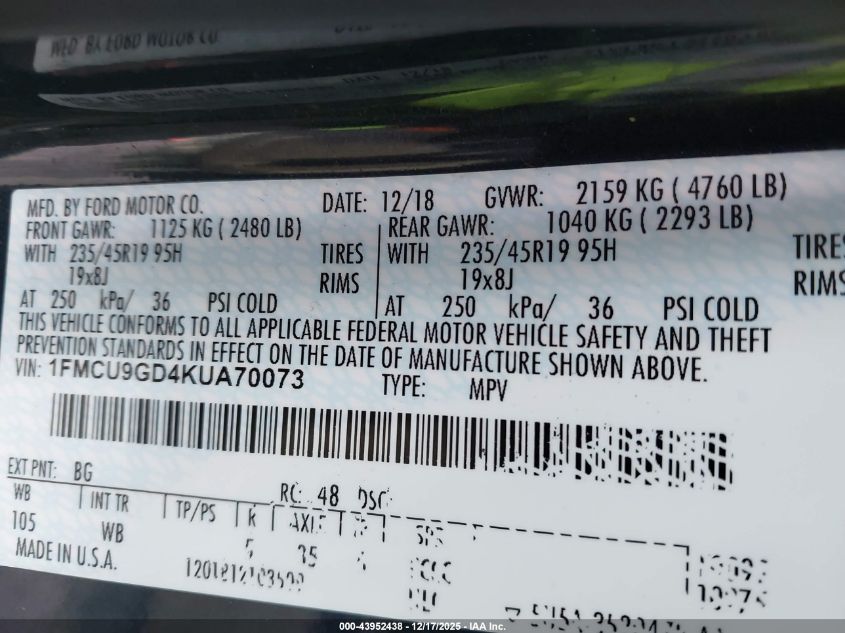 MFD. BY FORD MOTOR CO. DATE: 12/18 GVWR: 2159 KG ( 4760 LB)
FRONT GAWR: 1125 KG ( 2480 LB) REAR GAWR: 1040 KG ( 2293 LB)
WITH 235/45R19 95H TIRES WITH 235/45R19 95H TIRES
19x8J RIMS 19x8J RIMS
AT 250 kPa/ 36 PSI COLD AT 250 kPa/ 36 PSI COLD
THIS VEHICLE CONFORMS TO ALL APPLICABLE FEDERAL MOTOR VEHICLE SAFETY AND THEFT
PREVENTION STANDARDS IN EFFECT ON THE DATE OF MANUFACTURE SHOWN ABOVE.
VIN: 1FMCU9GD4KUA70073 TYPE: MPV
EXT PNT: BG RC: 48 DSO:
WB INT TR TP/PS R AXLE
105 WB 35
MADE IN U.S.A.
000-43952438 - 12/17/2025 - IAA Inc.